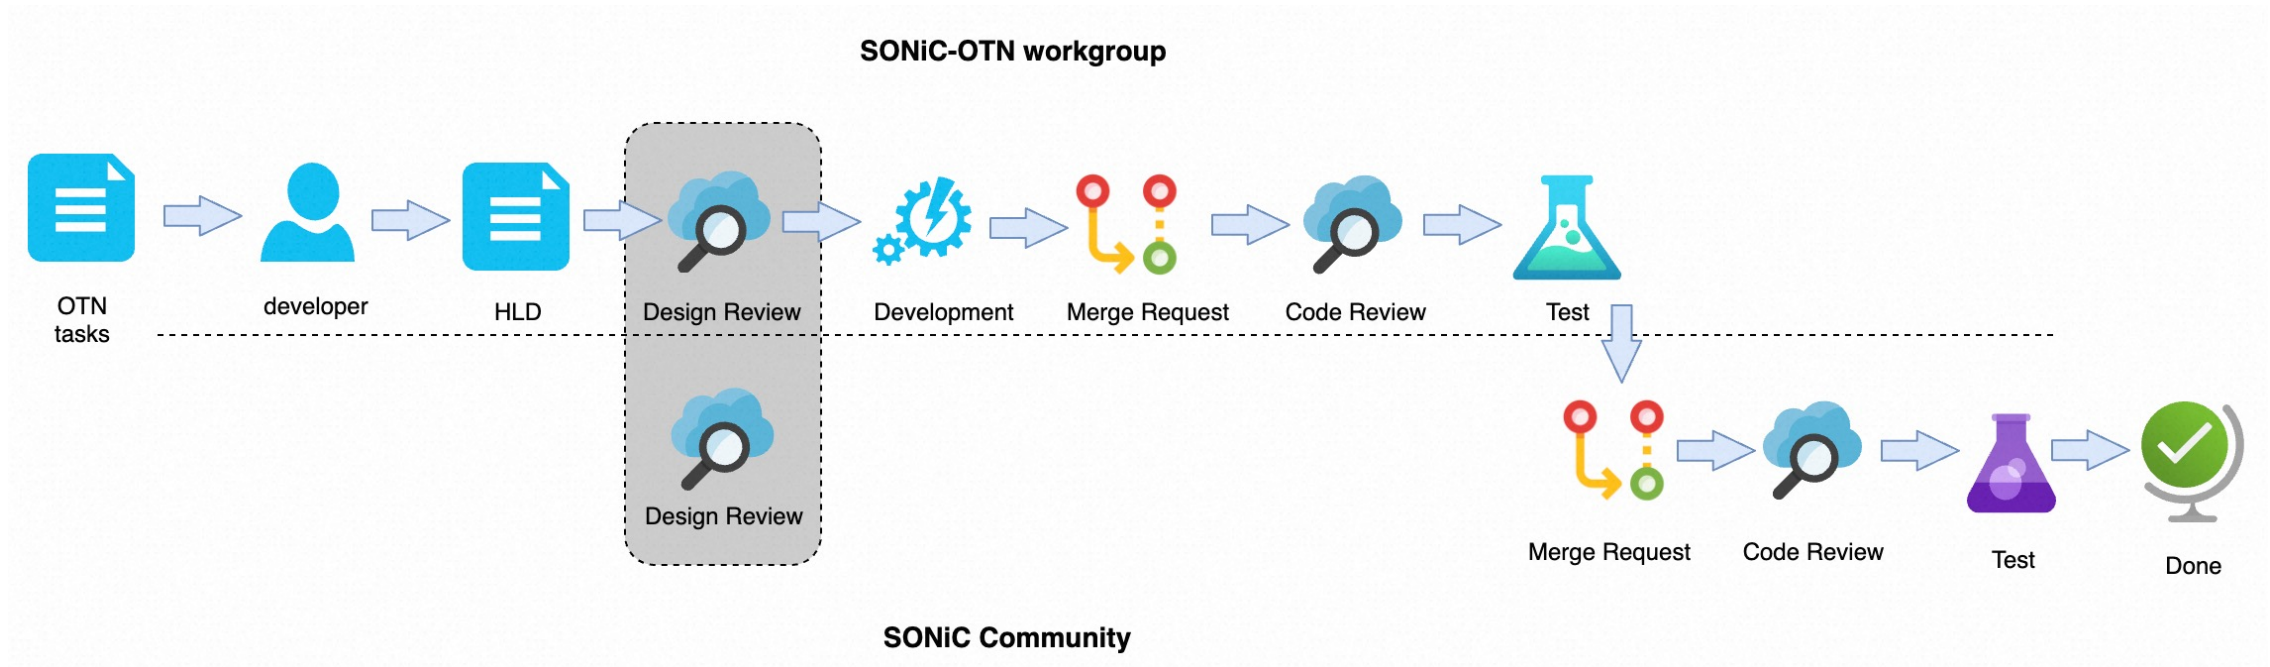 SONiC-OTN workgroup
OTN
tasks
developer
HLD
Design Review
Development
Merge Request
Code Review
Test
Design Review
Merge Request
Code Review
Test
Done
SONiC Community